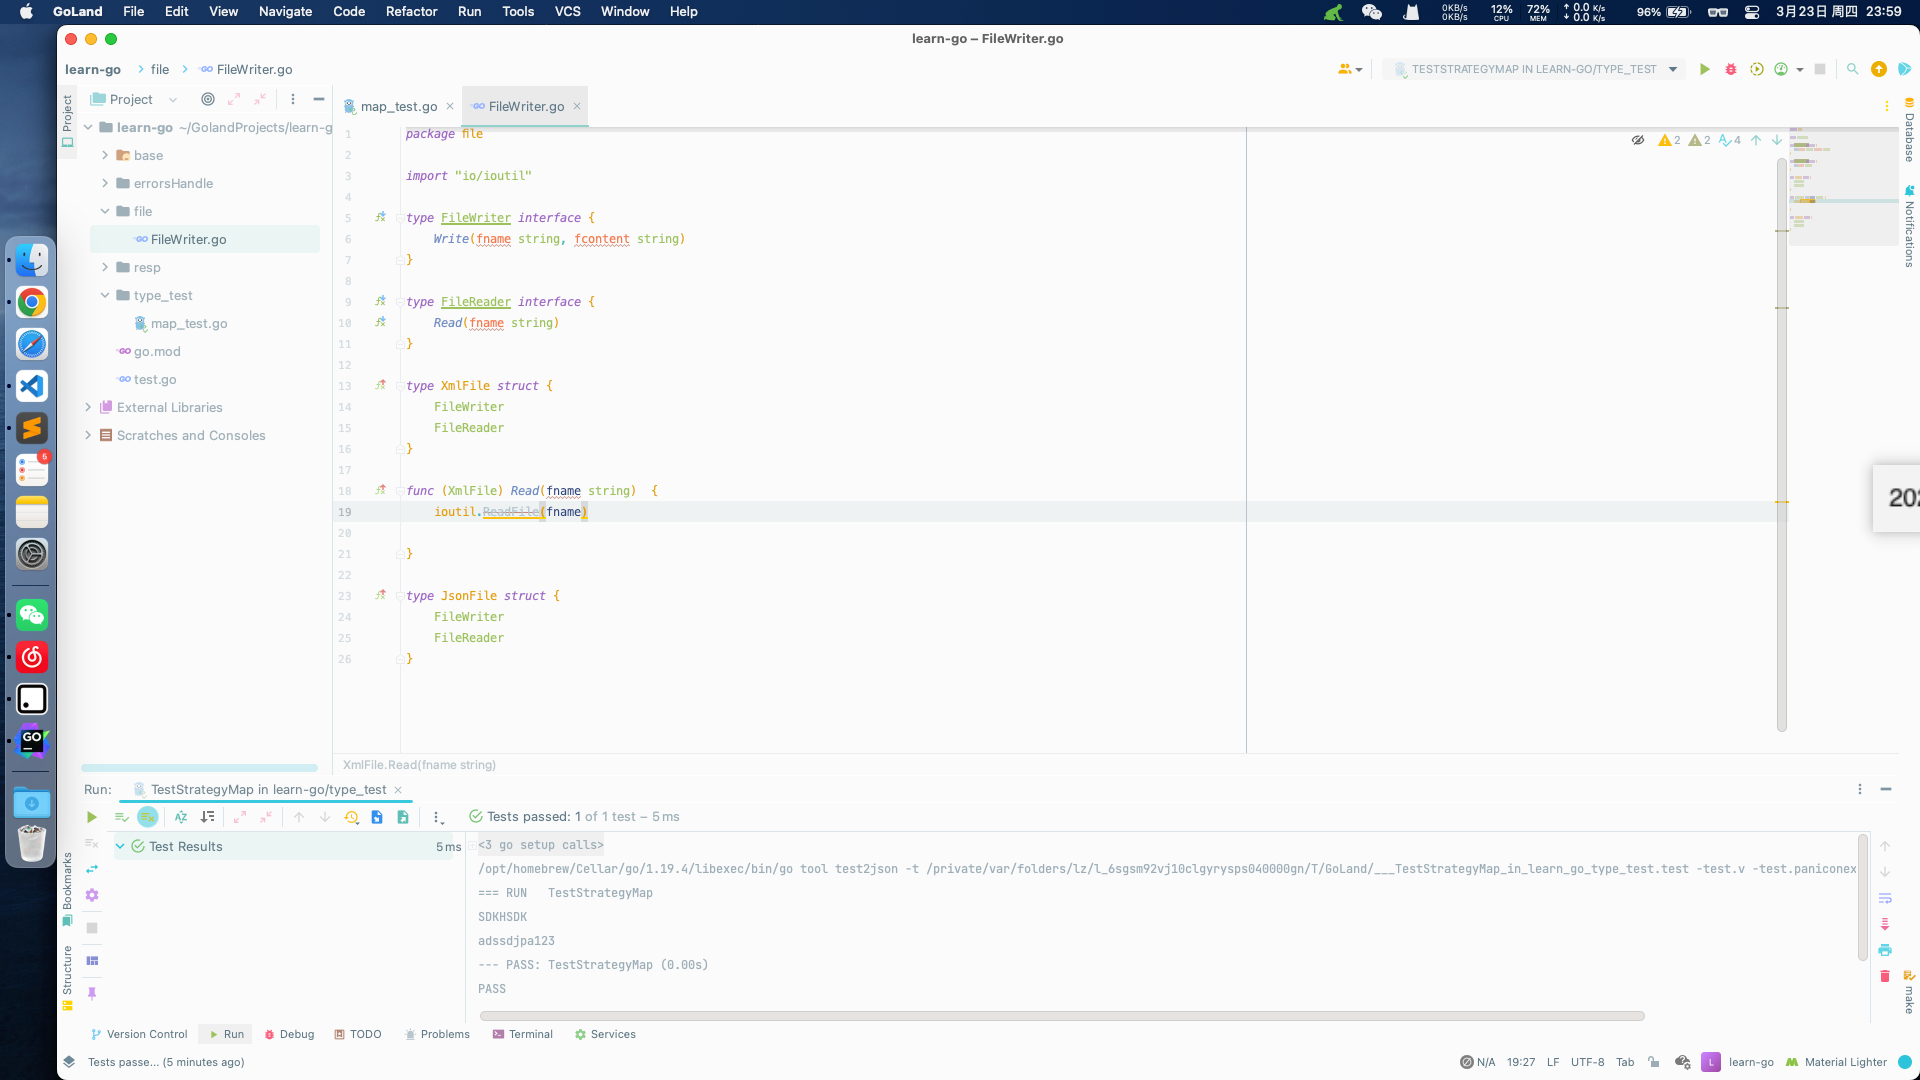 GoLand File Edit View Navigate Code Refactor Run Tools VCS Window Help
0KB/s 0KB/s 12% CPU 72% MEM 0.0 K/s 0.0 K/s 96% 3月23日 周四 23:59
learn-go – FileWriter.go
learn-go file FileWriter.go
TESTSTRATEGYMAP IN LEARN-GO/TYPE_TEST
Project
Project
learn-go ~/GolandProjects/learn-g
base
errorsHandle
file
FileWriter.go
resp
type_test
map_test.go
go.mod
test.go
External Libraries
Scratches and Consoles
5
GO
map_test.go FileWriter.go
2 2 4
1 package file
2
3 import "io/ioutil"
4
5 type FileWriter interface {
6 Write(fname string, fcontent string)
7 }
8
9 type FileReader interface {
10 Read(fname string)
11 }
12
13 type XmlFile struct {
14 FileWriter
15 FileReader
16 }
17
18 func (XmlFile) Read(fname string) {
19 ioutil.ReadFile(fname)
20
21 }
22
23 type JsonFile struct {
24 FileWriter
25 FileReader
26 }
XmlFile.Read(fname string)
Database
Notifications
make
202
Run: TestStrategyMap in learn-go/type_test
Tests passed: 1 of 1 test – 5 ms
Test Results 5 ms
<3 go setup calls>
/opt/homebrew/Cellar/go/1.19.4/libexec/bin/go tool test2json -t /private/var/folders/lz/l_6sgsm92vj10clgyrysps040000gn/T/GoLand/___TestStrategyMap_in_learn_go_type_test.test -test.v -test.paniconex
=== RUN TestStrategyMap
SDKHSDK
adssdjpa123
--- PASS: TestStrategyMap (0.00s)
PASS
Bookmarks
Structure
Version Control Run Debug TODO Problems Terminal Services
Tests passe... (5 minutes ago)
N/A 19:27 LF UTF-8 Tab L learn-go Material Lighter